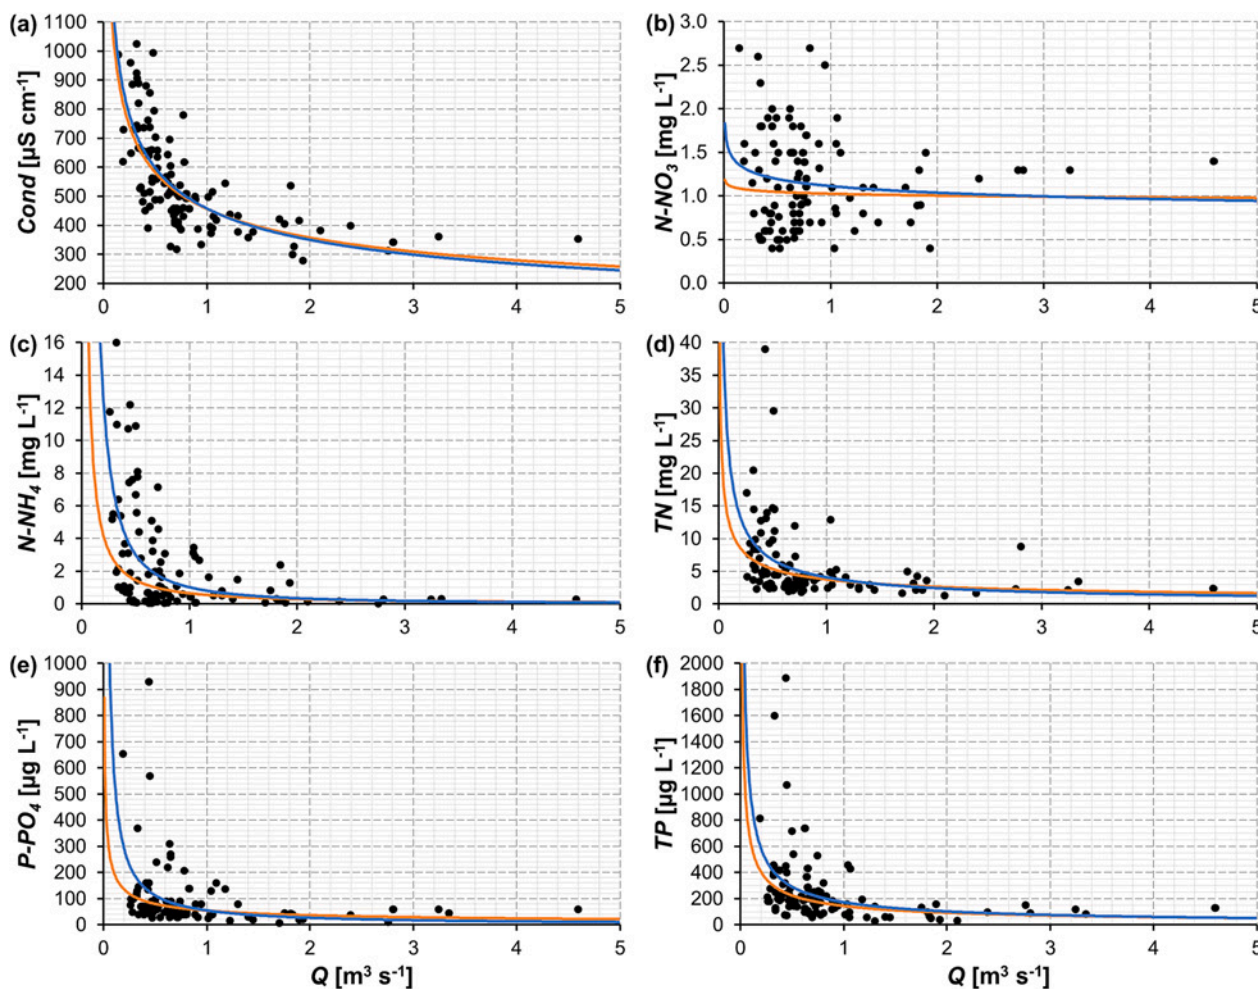 (a)
Cond [µS cm-1]
1100
1000
900
800
700
600
500
400
300
200
0 1 2 3 4 5
(b)
N-NO3 [mg L-1]
3.0
2.5
2.0
1.5
1.0
0.5
0.0
0 1 2 3 4 5
(c)
N-NH4 [mg L-1]
16
14
12
10
8
6
4
2
0
0 1 2 3 4 5
(d)
TN [mg L-1]
40
35
30
25
20
15
10
5
0
0 1 2 3 4 5
(e)
P-PO4 [µg L-1]
1000
900
800
700
600
500
400
300
200
100
0
0 1 2 3 4 5
Q [m3 s-1]
(f)
TP [µg L-1]
2000
1800
1600
1400
1200
1000
800
600
400
200
0
0 1 2 3 4 5
Q [m3 s-1]